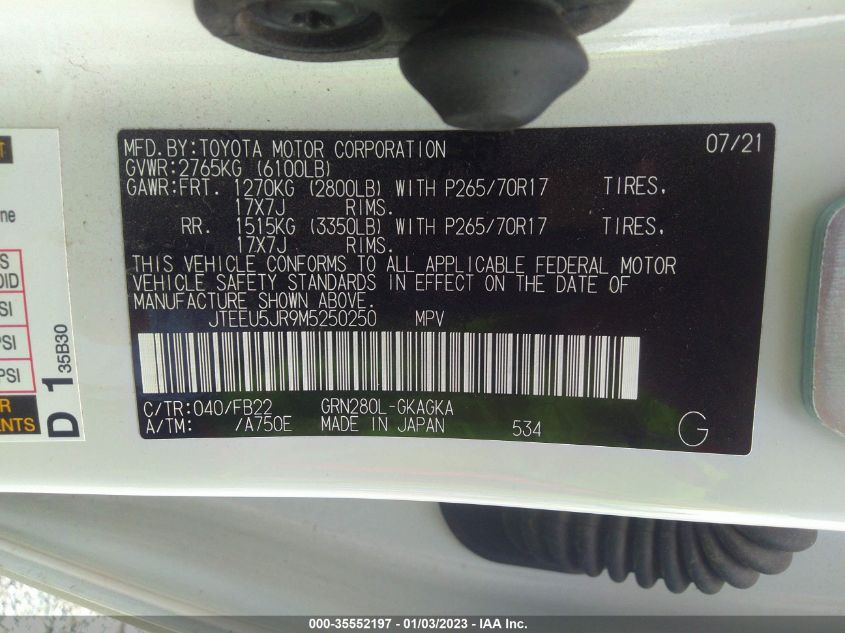 MFD.BY:TOYOTA MOTOR CORPORATION 07/21
GVWR:2765KG (6100LB)
GAWR:FRT. 1270KG (2800LB) WITH P265/70R17 TIRES,
17X7J RIMS.
RR. 1515KG (3350LB) WITH P265/70R17 TIRES,
17X7J RIMS.
THIS VEHICLE CONFORMS TO ALL APPLICABLE FEDERAL MOTOR
VEHICLE SAFETY STANDARDS IN EFFECT ON THE DATE OF
MANUFACTURE SHOWN ABOVE.
JTEEU5JR9M5250250 MPV
C/TR:040/FB22 GRN280L-GKAGKA
A/TM: /A750E MADE IN JAPAN 534 G
PSI
D 1 35B30
000-35552197 - 01/03/2023 - IAA Inc.